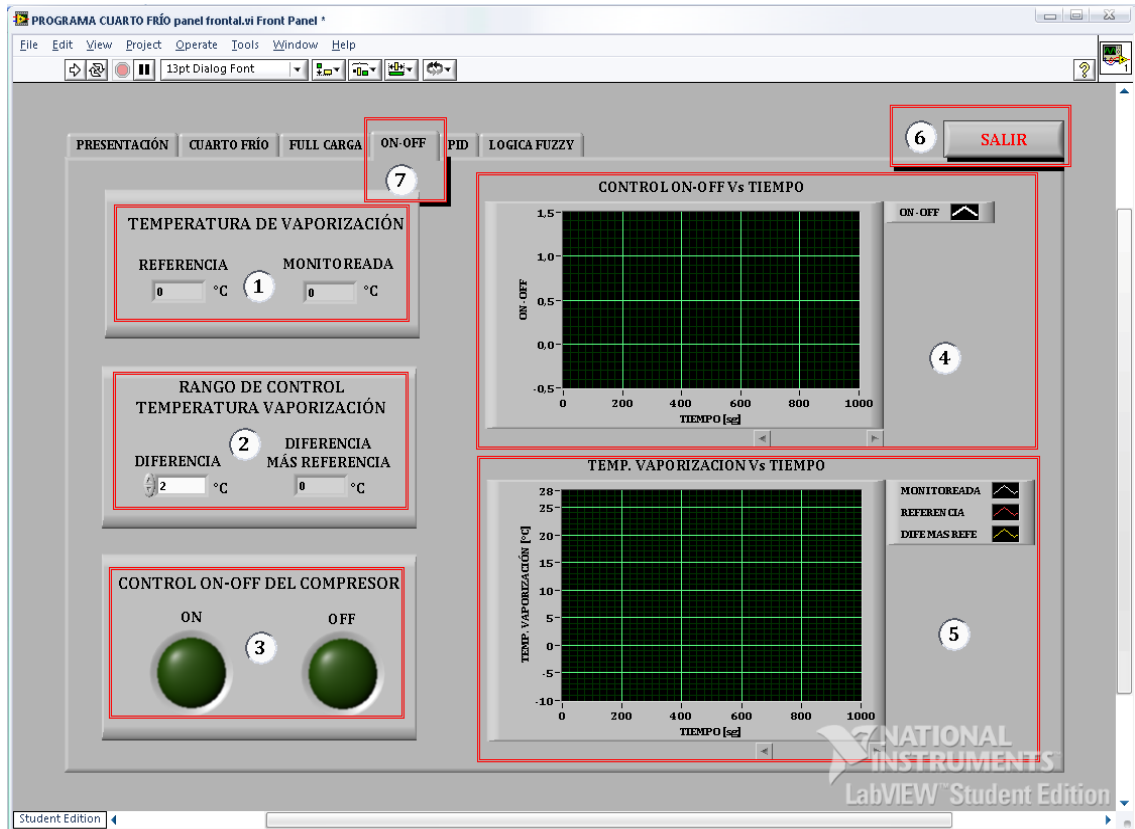 PROGRAMA CUARTO FRÍO panel frontal.vi Front Panel *
File Edit View Project Operate Tools Window Help
13pt Dialog Font
?
1
PRESENTACIÓN CUARTO FRÍO FULL CARGA ON-OFF PID LOGICA FUZZY
7
6 SALIR
TEMPERATURA DE VAPORIZACIÓN
REFERENCIA MONITOREADA
0 °C 1 0 °C
RANGO DE CONTROL
TEMPERATURA VAPORIZACIÓN
2
DIFERENCIA
DIFERENCIA MÁS REFERENCIA
2 °C 0 °C
CONTROL ON-OFF DEL COMPRESOR
ON OFF
3
CONTROL ON-OFF Vs TIEMPO
ON-OFF
1,5
1,0
0,5
0,0
-0,5
ON-OFF
0 200 400 600 800 1000
TIEMPO [sg]
4
TEMP. VAPORIZACION Vs TIEMPO
MONITOREADA
REFERENCIA
DIFE MAS REFE
28
25
20
15
10
5
0
-5
-10
TEMP. VAPORIZACIÓN [°C]
0 200 400 600 800 1000
TIEMPO [sg]
5
NATIONAL
INSTRUMENTS
LabVIEW™ Student Edition
Student Edition